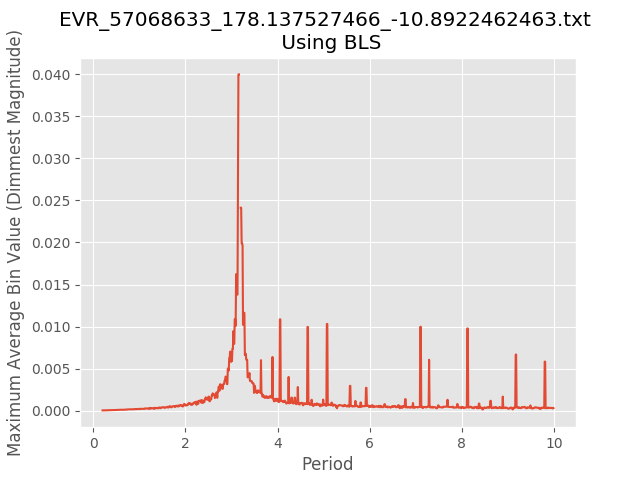 EVR_57068633_178.137527466_-10.8922462463.txt
Using BLS
Maximum Average Bin Value (Dimmest Magnitude)
0.040
0.035
0.030
0.025
0.020
0.015
0.010
0.005
0.000
0 2 4 6 8 10
Period